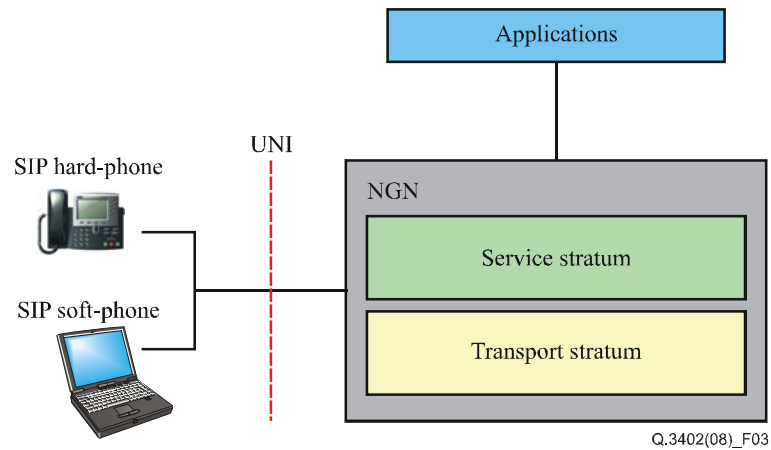 Applications
UNI
SIP hard-phone
NGN
Service stratum
SIP soft-phone
Transport stratum
Q.3402(08)_F03